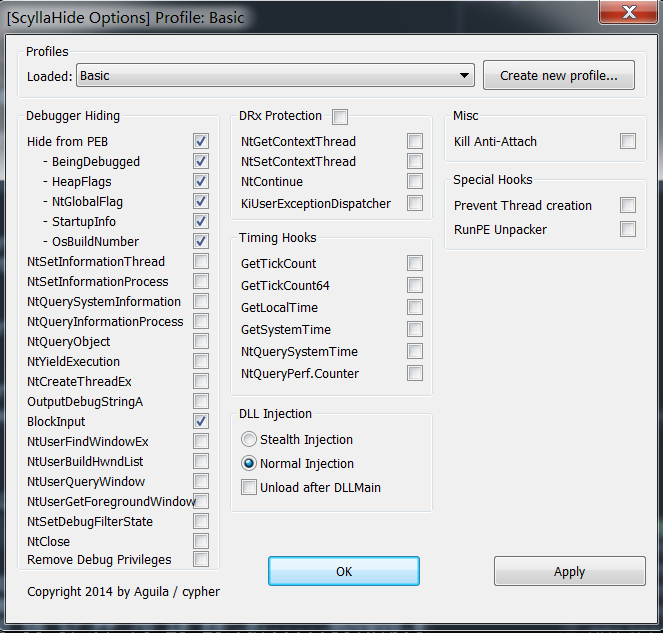 [ScyllaHide Options] Profile: Basic
Profiles
Loaded: Basic
Create new profile...
Debugger Hiding
Hide from PEB
- BeingDebugged
- HeapFlags
- NtGlobalFlag
- StartupInfo
- OsBuildNumber
NtSetInformationThread
NtSetInformationProcess
NtQuerySystemInformation
NtQueryInformationProcess
NtQueryObject
NtYieldExecution
NtCreateThreadEx
OutputDebugStringA
BlockInput
NtUserFindWindowEx
NtUserBuildHwndList
NtUserQueryWindow
NtUserGetForegroundWindow
NtSetDebugFilterState
NtClose
Remove Debug Privileges
DRx Protection
NtGetContextThread
NtSetContextThread
NtContinue
KiUserExceptionDispatcher
Timing Hooks
GetTickCount
GetTickCount64
GetLocalTime
GetSystemTime
NtQuerySystemTime
NtQueryPerf.Counter
DLL Injection
Stealth Injection
Normal Injection
Unload after DLLMain
Misc
Kill Anti-Attach
Special Hooks
Prevent Thread creation
RunPE Unpacker
OK
Apply
Copyright 2014 by Aguila / cypher